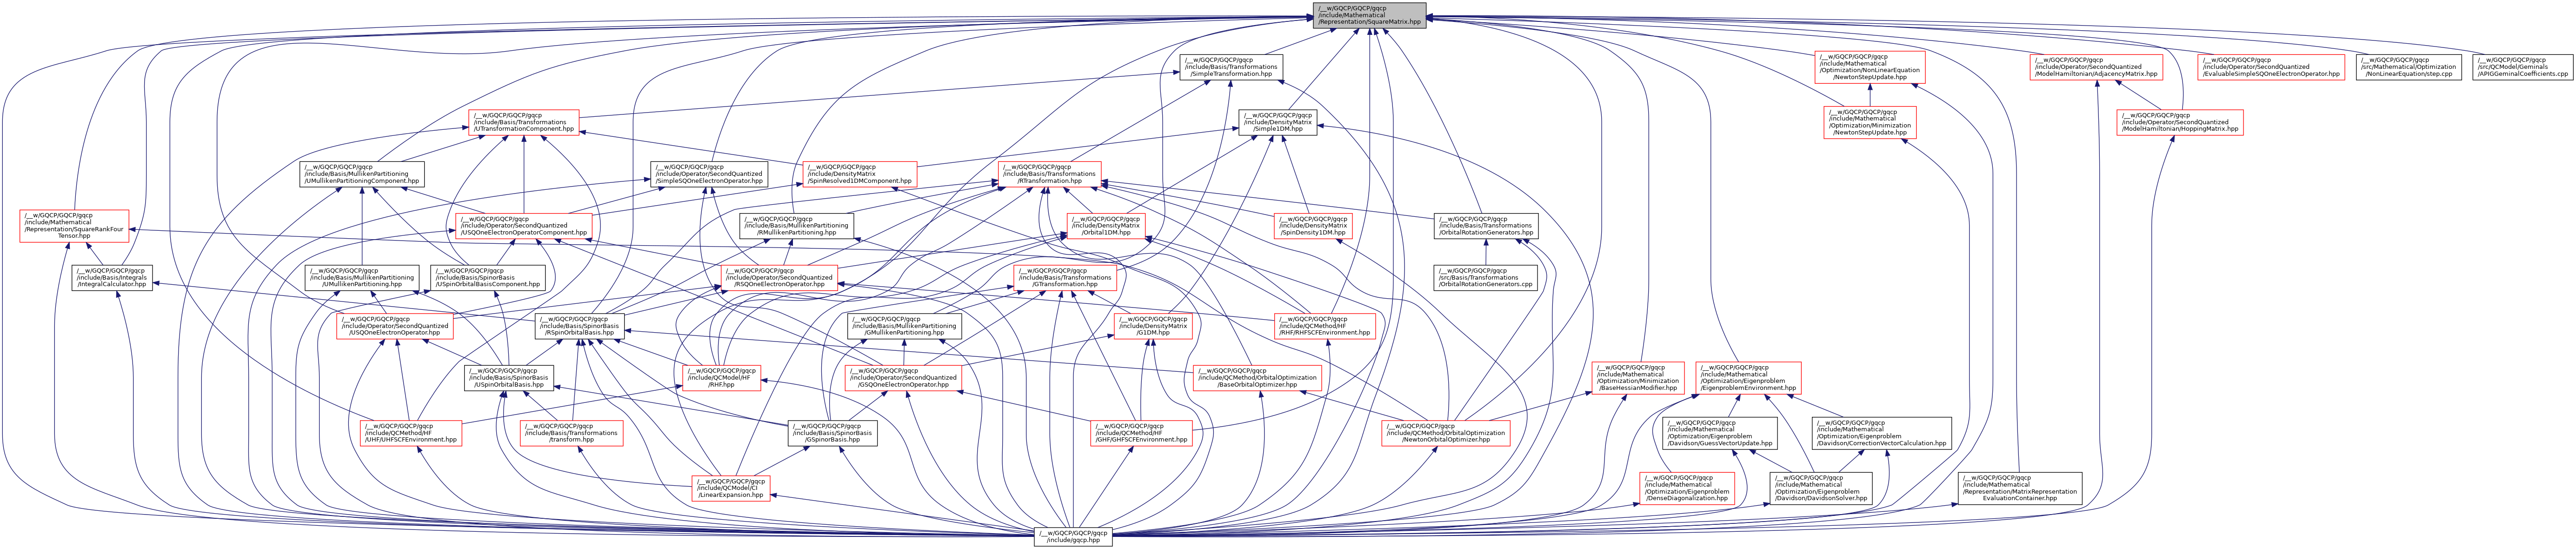 /__w/GQCP/GQCP/gqcp
include/Mathematical
/Representation/SquareMatrix.hpp
/__w/GQCP/GQCP/gqcp
/include/Basis/Transformations
/SimpleTransformation.hpp
/__w/GQCP/GQCP/gqcp
/include/Mathematical
/Optimization/NonLinearEquation
/NewtonStepUpdate.hpp
/__w/GQCP/GQCP/gqcp
/include/Operator/SecondQuantized
/ModelHamiltonian/AdjacencyMatrix.hpp
/__w/GQCP/GQCP/gqcp
/include/Operator/SecondQuantized
/EvaluableSimpleSQOneElectronOperator.hpp
/__w/GQCP/GQCP/gqcp
/src/Mathematical/Optimization
/NonLinearEquation/step.cpp
/__w/GQCP/GQCP/gqcp
/src/QCModel/Geminals
/APIGGeminalCoefficients.cpp
/__w/GQCP/GQCP/gqcp
/include/Basis/Transformations
/UTransformationComponent.hpp
/__w/GQCP/GQCP/gqcp
/include/DensityMatrix
/Simple1DM.hpp
/__w/GQCP/GQCP/gqcp
/include/Mathematical
/Optimization/Minimization
/NewtonStepUpdate.hpp
/__w/GQCP/GQCP/gqcp
/include/Operator/SecondQuantized
/ModelHamiltonian/HoppingMatrix.hpp
/__w/GQCP/GQCP/gqcp
/include/Basis/MullikenPartitioning
/UMullikenPartitioningComponent.hpp
/__w/GQCP/GQCP/gqcp
/include/Operator/SecondQuantized
/SimpleSQOneElectronOperator.hpp
/__w/GQCP/GQCP/gqcp
/include/DensityMatrix
/SpinResolved1DMComponent.hpp
/__w/GQCP/GQCP/gqcp
/include/Basis/Transformations
/RTransformation.hpp
/__w/GQCP/GQCP/gqcp
/include/Mathematical
/Representation/SquareRankFour
Tensor.hpp
/__w/GQCP/GQCP/gqcp
/include/Operator/SecondQuantized
/USQOneElectronOperatorComponent.hpp
/__w/GQCP/GQCP/gqcp
/include/Basis/MullikenPartitioning
/RMullikenPartitioning.hpp
/__w/GQCP/GQCP/gqcp
/include/DensityMatrix
/Orbital1DM.hpp
/__w/GQCP/GQCP/gqcp
/include/DensityMatrix
/SpinDensity1DM.hpp
/__w/GQCP/GQCP/gqcp
/include/Basis/Transformations
/OrbitalRotationGenerators.hpp
/__w/GQCP/GQCP/gqcp
/include/Basis/Integrals
/IntegralCalculator.hpp
/__w/GQCP/GQCP/gqcp
/include/Basis/MullikenPartitioning
/UMullikenPartitioning.hpp
/__w/GQCP/GQCP/gqcp
/include/Basis/SpinorBasis
/USpinOrbitalBasisComponent.hpp
/__w/GQCP/GQCP/gqcp
/include/Operator/SecondQuantized
/RSQOneElectronOperator.hpp
/__w/GQCP/GQCP/gqcp
/include/Basis/Transformations
/GTransformation.hpp
/__w/GQCP/GQCP/gqcp
/src/Basis/Transformations
/OrbitalRotationGenerators.cpp
/__w/GQCP/GQCP/gqcp
/include/Operator/SecondQuantized
/USQOneElectronOperator.hpp
/__w/GQCP/GQCP/gqcp
/include/Basis/SpinorBasis
/RSpinOrbitalBasis.hpp
/__w/GQCP/GQCP/gqcp
/include/Basis/MullikenPartitioning
/GMullikenPartitioning.hpp
/__w/GQCP/GQCP/gqcp
/include/DensityMatrix
/G1DM.hpp
/__w/GQCP/GQCP/gqcp
/include/QCMethod/HF
/RHF/RHFSCFEnvironment.hpp
/__w/GQCP/GQCP/gqcp
/include/Basis/SpinorBasis
/USpinOrbitalBasis.hpp
/__w/GQCP/GQCP/gqcp
/include/QCModel/HF
/RHF.hpp
/__w/GQCP/GQCP/gqcp
/include/Operator/SecondQuantized
/GSQOneElectronOperator.hpp
/__w/GQCP/GQCP/gqcp
/include/QCMethod/OrbitalOptimization
/BaseOrbitalOptimizer.hpp
/__w/GQCP/GQCP/gqcp
/include/Mathematical
/Optimization/Minimization
/BaseHessianModifier.hpp
/__w/GQCP/GQCP/gqcp
/include/Mathematical
/Optimization/Eigenproblem
/EigenproblemEnvironment.hpp
/__w/GQCP/GQCP/gqcp
/include/QCMethod/HF
/UHF/UHFSCFEnvironment.hpp
/__w/GQCP/GQCP/gqcp
/include/Basis/Transformations
/transform.hpp
/__w/GQCP/GQCP/gqcp
/include/Basis/SpinorBasis
/GSpinorBasis.hpp
/__w/GQCP/GQCP/gqcp
/include/QCMethod/HF
/GHF/GHFSCFEnvironment.hpp
/__w/GQCP/GQCP/gqcp
/include/QCMethod/OrbitalOptimization
/NewtonOrbitalOptimizer.hpp
/__w/GQCP/GQCP/gqcp
/include/Mathematical
/Optimization/Eigenproblem
/Davidson/GuessVectorUpdate.hpp
/__w/GQCP/GQCP/gqcp
/include/Mathematical
/Optimization/Eigenproblem
/Davidson/CorrectionVectorCalculation.hpp
/__w/GQCP/GQCP/gqcp
/include/QCModel/CI
/LinearExpansion.hpp
/__w/GQCP/GQCP/gqcp
/include/Mathematical
/Optimization/Eigenproblem
/DenseDiagonalization.hpp
/__w/GQCP/GQCP/gqcp
/include/Mathematical
/Optimization/Eigenproblem
/Davidson/DavidsonSolver.hpp
/__w/GQCP/GQCP/gqcp
/include/Mathematical
/Representation/MatrixRepresentation
EvaluationContainer.hpp
/__w/GQCP/GQCP/gqcp
/include/gqcp.hpp